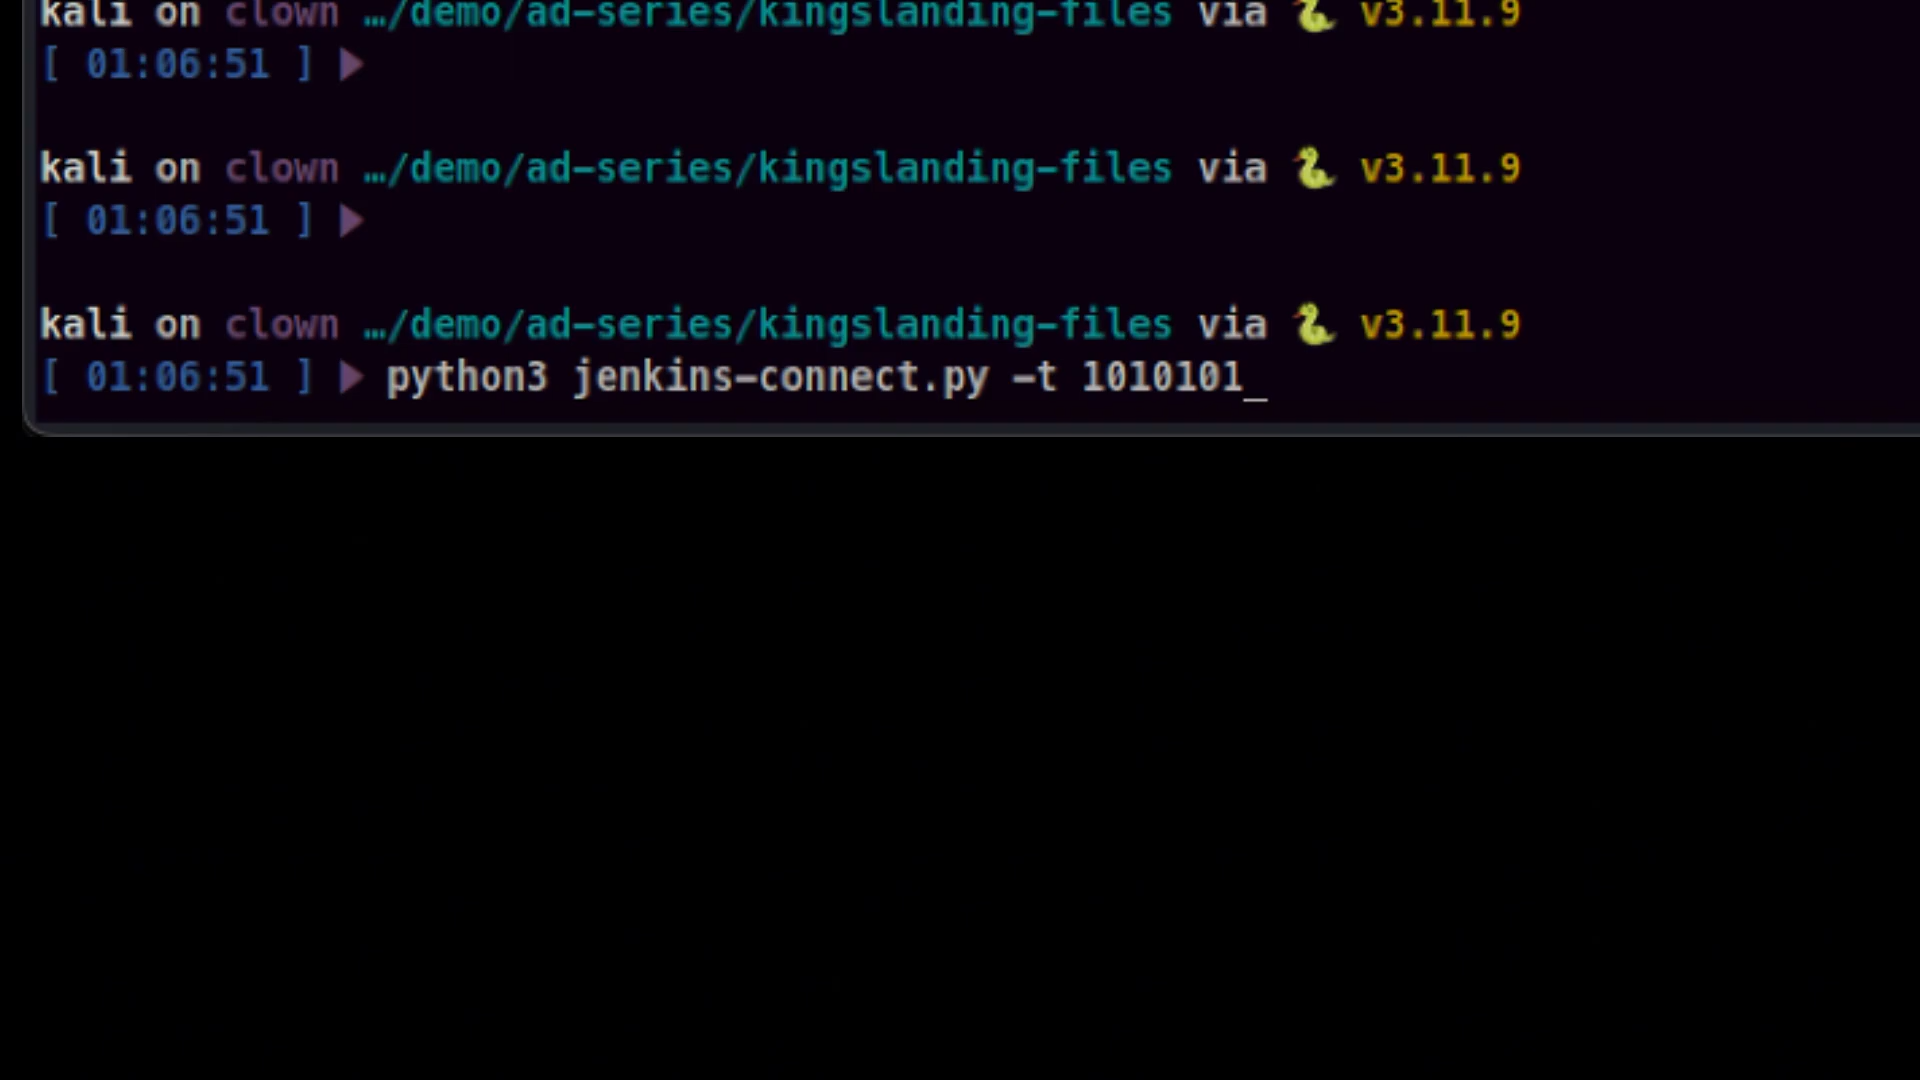 kali on clown …/demo/ad-series/kingslanding-files via 🐍 v3.11.9
[ 01:06:51 ] ▶
kali on clown …/demo/ad-series/kingslanding-files via 🐍 v3.11.9
[ 01:06:51 ] ▶
kali on clown …/demo/ad-series/kingslanding-files via 🐍 v3.11.9
[ 01:06:51 ] ▶ python3 jenkins-connect.py -t 1010101_